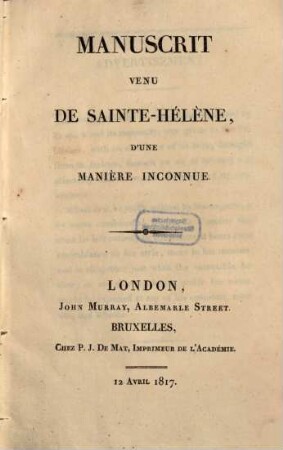 MANUSCRIT
VENU
DE SAINTE-HÉLÈNE,
D'UNE
MANIÈRE INCONNUE
LONDON,
John Murray, Albemarle Street.
BRUXELLES,
Chez P. J. De Mat, Imprimeur de l'Académie.
12 Avril 1817.